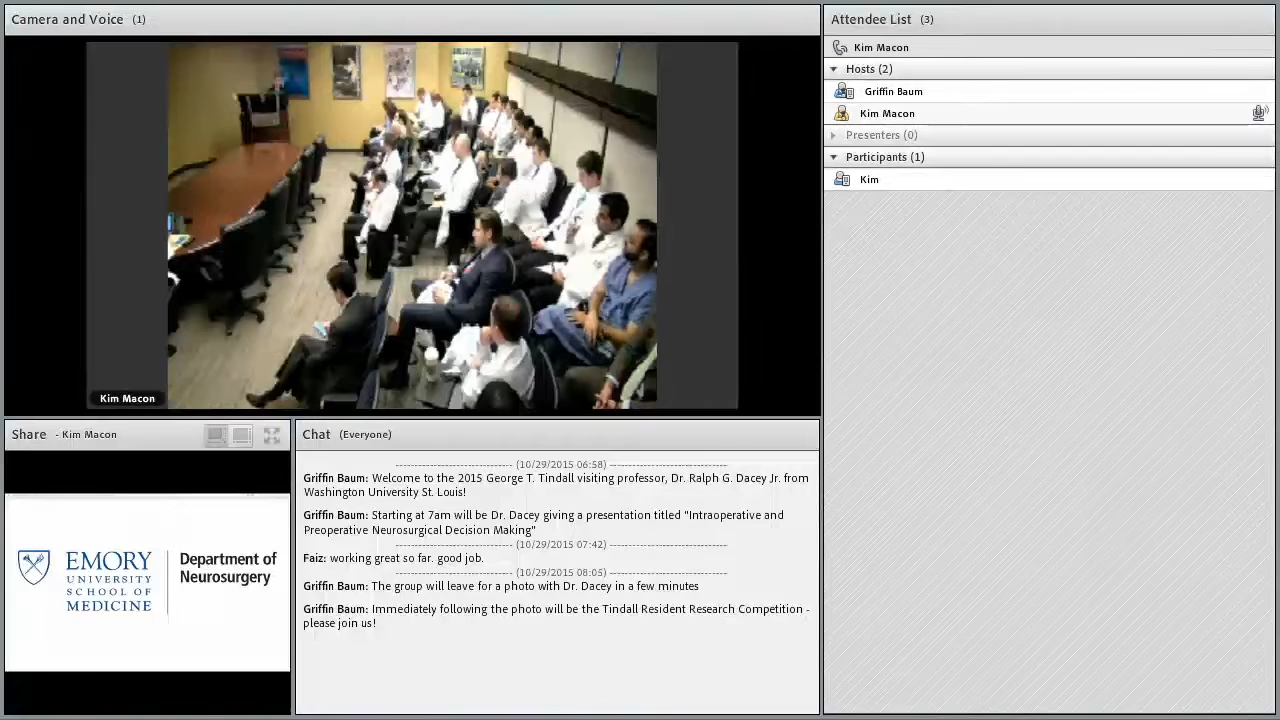 Camera and Voice (1)
Kim Macon
Attendee List (3)
Kim Macon
Hosts (2)
Griffin Baum
Kim Macon
Presenters (0)
Participants (1)
Kim
Share - Kim Macon
EMORY
UNIVERSITY
SCHOOL OF
MEDICINE
Department of
Neurosurgery
Chat (Everyone)
------------------------------ (10/29/2015 06:58) ------------------------------
Griffin Baum: Welcome to the 2015 George T. Tindall visiting professor, Dr. Ralph G. Dacey Jr. from
Washington University St. Louis!
Griffin Baum: Starting at 7am will be Dr. Dacey giving a presentation titled "Intraoperative and
Preoperative Neurosurgical Decision Making"
------------------------------ (10/29/2015 07:42) ------------------------------
Faiz: working great so far. good job.
------------------------------ (10/29/2015 08:05) ------------------------------
Griffin Baum: The group will leave for a photo with Dr. Dacey in a few minutes
Griffin Baum: Immediately following the photo will be the Tindall Resident Research Competition -
please join us!